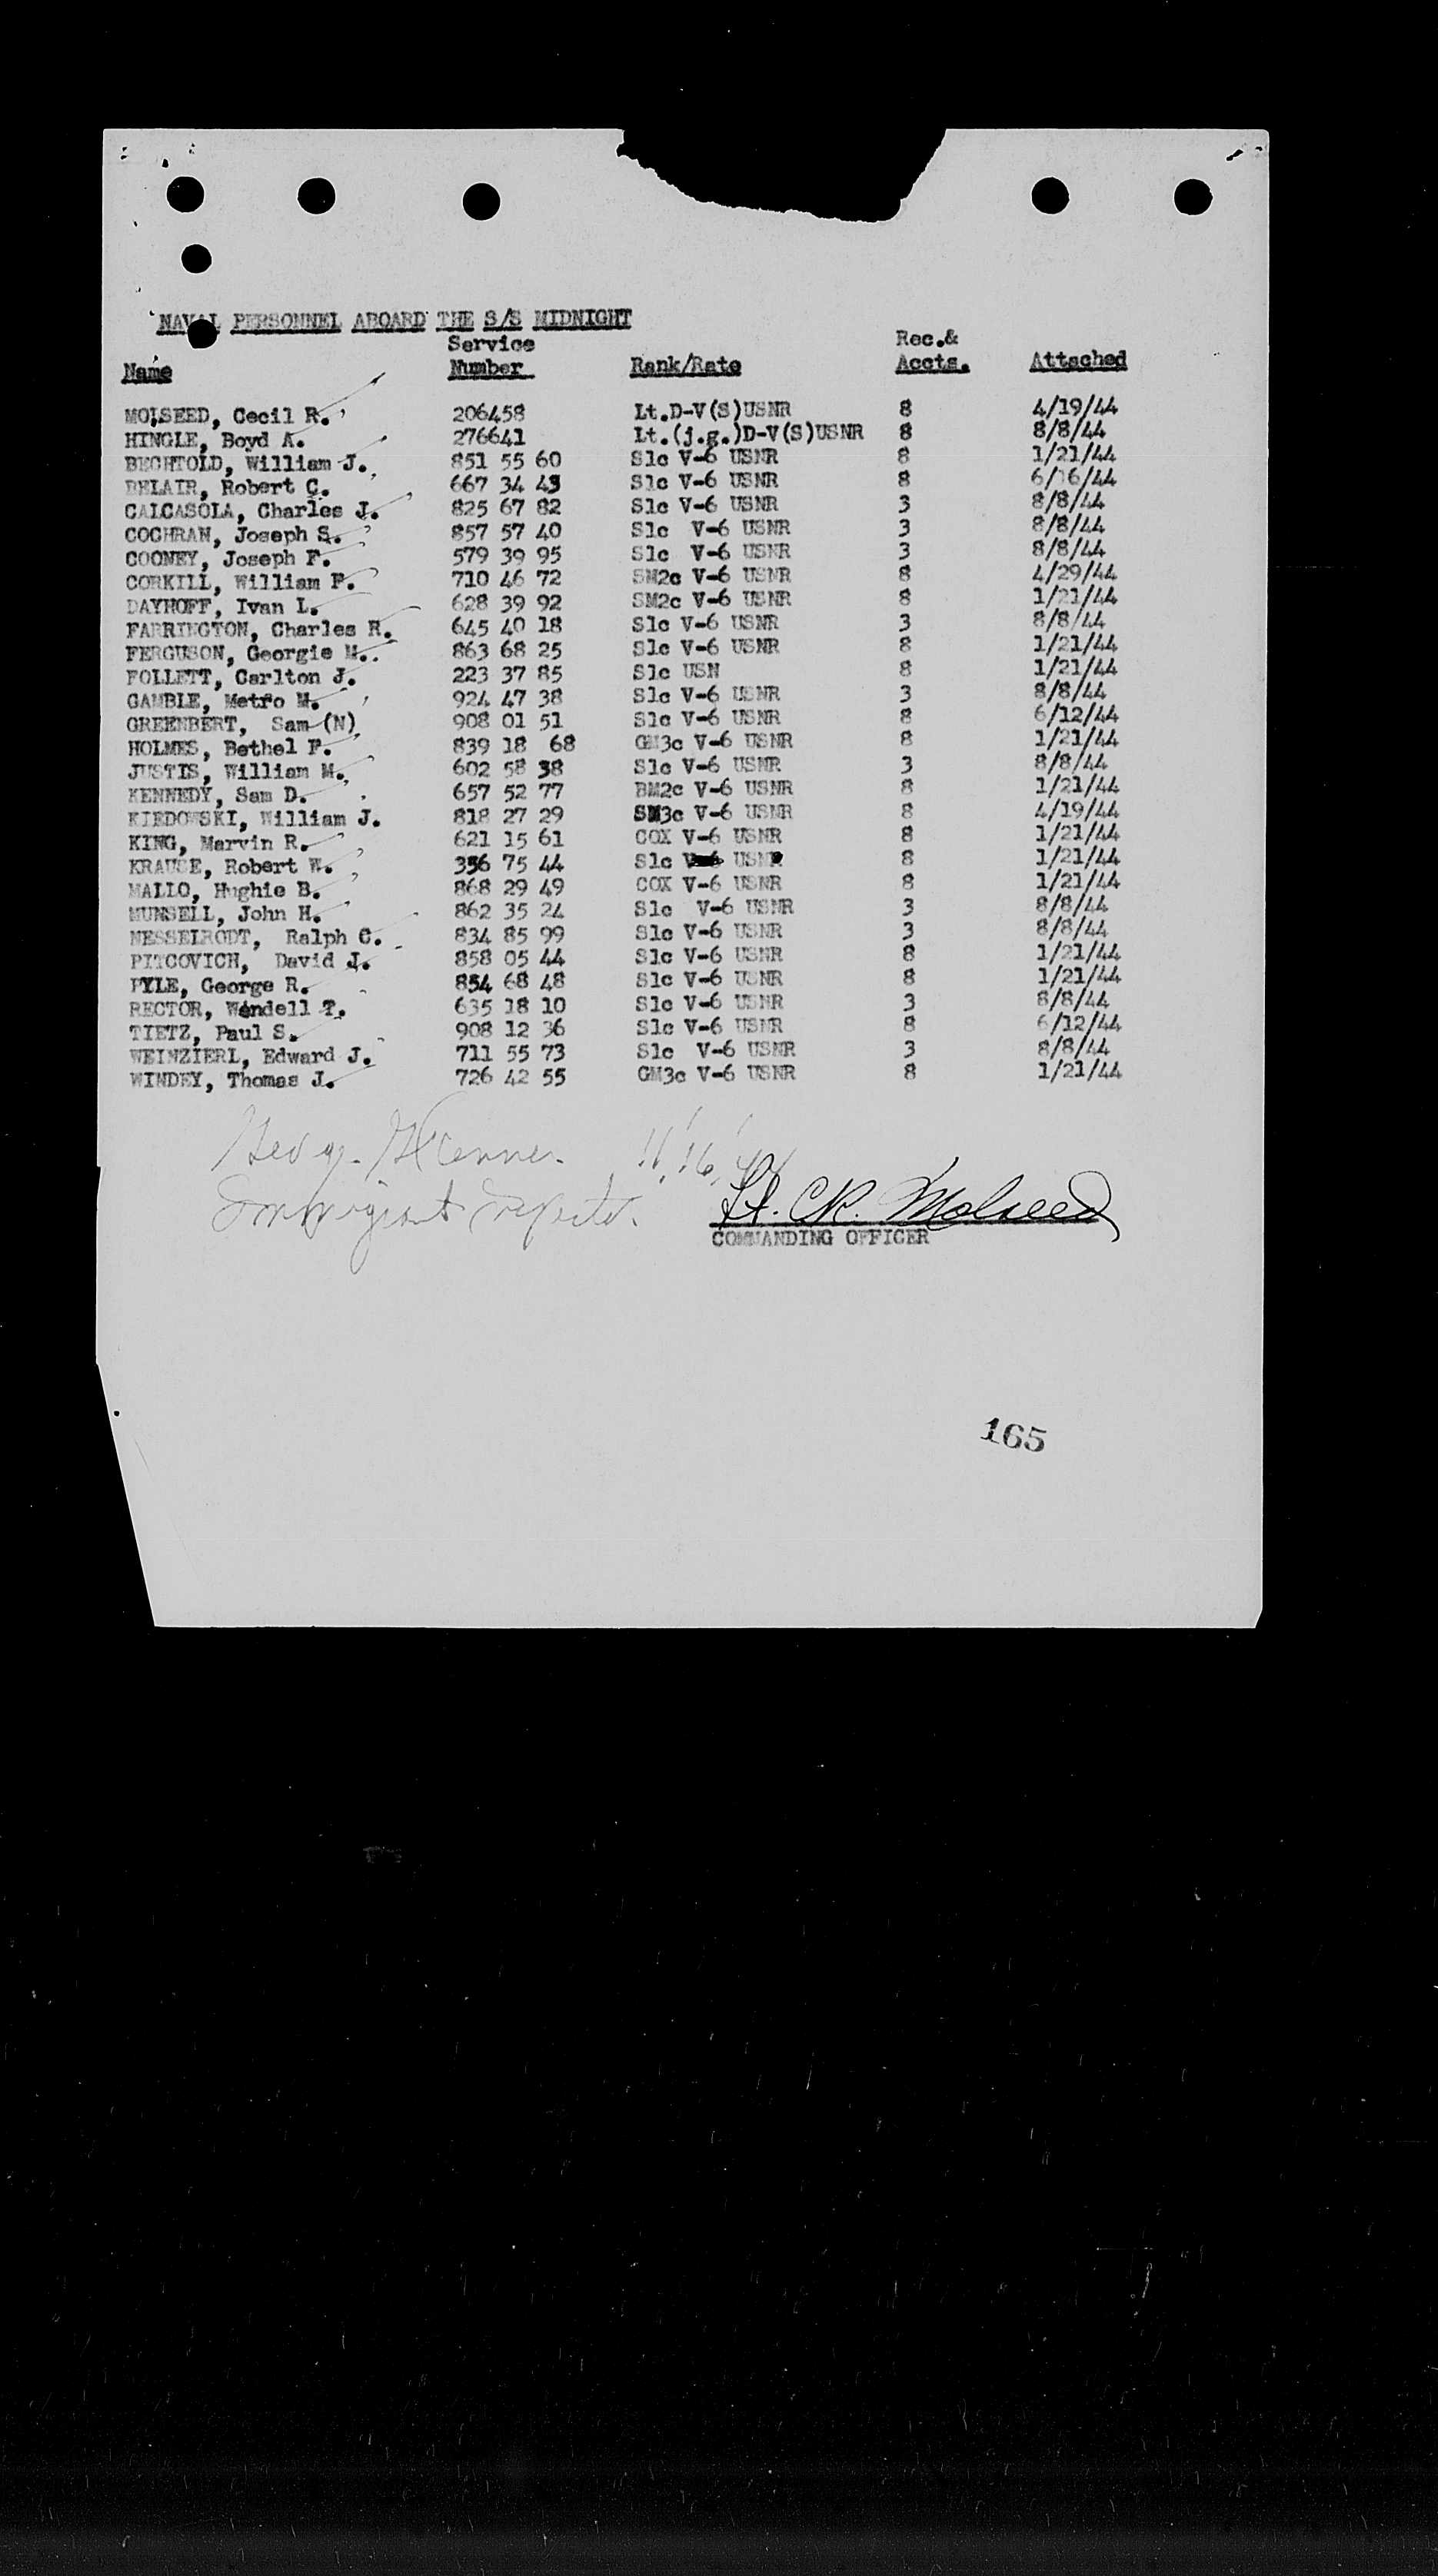 NAVAL PERSONNEL ABOARD THE S/S MIDNIGHT
Name Service Number Rank/Rate Rec.& Accts. Attached
MOLSEED, Cecil R. 206458 Lt.D-V(S)USNR 8 4/19/44
HINGLE, Boyd A. 276641 Lt.(j.g.)D-V(S)USNR 8 8/8/44
BECHTOLD, William J. 851 55 60 S1c V-6 USNR 8 1/21/44
BELAIR, Robert C. 667 34 43 S1c V-6 USNR 8 6/16/44
CALCASOLA, Charles J. 825 67 82 S1c V-6 USNR 3 8/8/44
COCHRAN, Joseph S. 857 57 40 S1c V-6 USNR 3 8/8/44
COONEY, Joseph F. 579 39 95 S1c V-6 USNR 3 8/8/44
CORKILL, William F. 710 46 72 SM2c V-6 USNR 8 4/29/44
DAYHOFF, Ivan L. 628 39 92 SM2c V-6 USNR 8 1/21/44
FARRINGTON, Charles R. 645 40 18 S1c V-6 USNR 3 8/8/44
FERGUSON, Georgie M. 863 68 25 S1c V-6 USNR 8 1/21/44
FOLLETT, Carlton J. 223 37 85 S1c USN 8 1/21/44
GAMBLE, Metro M. 924 47 38 S1c V-6 USNR 3 8/8/44
GREENBERT, Sam (N) 908 01 51 S1c V-6 USNR 8 6/12/44
HOLMES, Bethel F. 839 18 68 GM3c V-6 USNR 8 1/21/44
JUSTIS, William M. 602 58 38 S1c V-6 USNR 3 8/8/44
KENNEDY, Sam D. 657 52 77 BM2c V-6 USNR 8 1/21/44
KIEDOWSKI, William J. 818 27 29 SM3c V-6 USNR 8 4/19/44
KING, Marvin R. 621 15 61 COX V-6 USNR 8 1/21/44
KRAUSE, Robert W. 356 75 44 S1c USN 8 1/21/44
MALLO, Hughie B. 868 29 49 COX V-6 USNR 8 1/21/44
MUNSELL, John H. 862 35 24 S1c V-6 USNR 3 8/8/44
NESSELRODT, Ralph C. 834 85 99 S1c V-6 USNR 3 8/8/44
PITCOVICH, David J. 858 05 44 S1c V-6 USNR 8 1/21/44
PYLE, George R. 854 68 48 S1c V-6 USNR 8 1/21/44
RECTOR, Wendell T. 635 18 10 S1c V-6 USNR 3 8/8/44
TIETZ, Paul S. 908 12 36 S1c V-6 USNR 8 6/12/44
WEINZIERL, Edward J. 711 55 73 S1c V-6 USNR 3 8/8/44
WINDEY, Thomas J. 726 42 55 GM3c V-6 USNR 8 1/21/44
Lt. C.R. Molseed
COMMANDING OFFICER
165